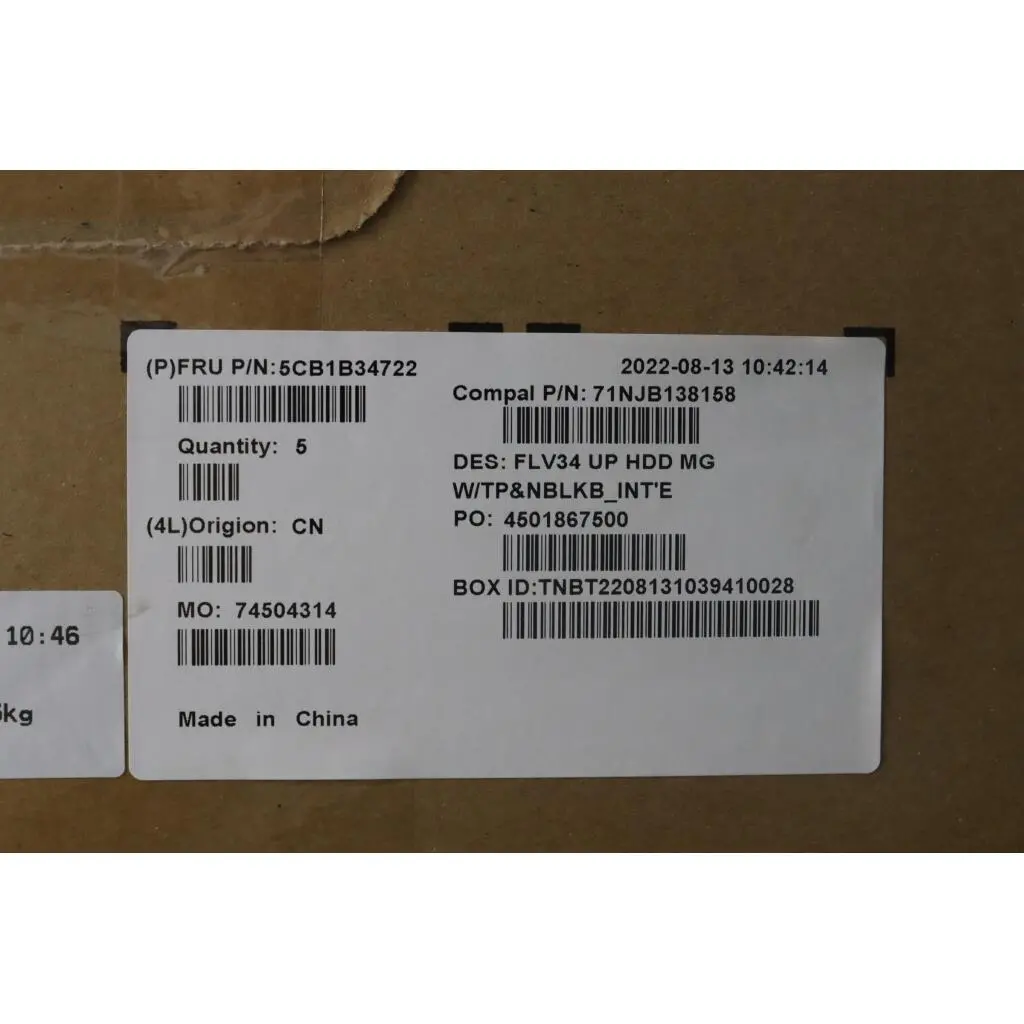 (P)FRU P/N:5CB1B34722
Quantity: 5
(4L)Origion: CN
MO: 74504314
Made in China
2022-08-13 10:42:14
Compal P/N: 71NJB138158
DES: FLV34 UP HDD MG
W/TP&NBLKB_INT'E
PO: 4501867500
BOX ID:TNBT2208131039410028
10:46
kg